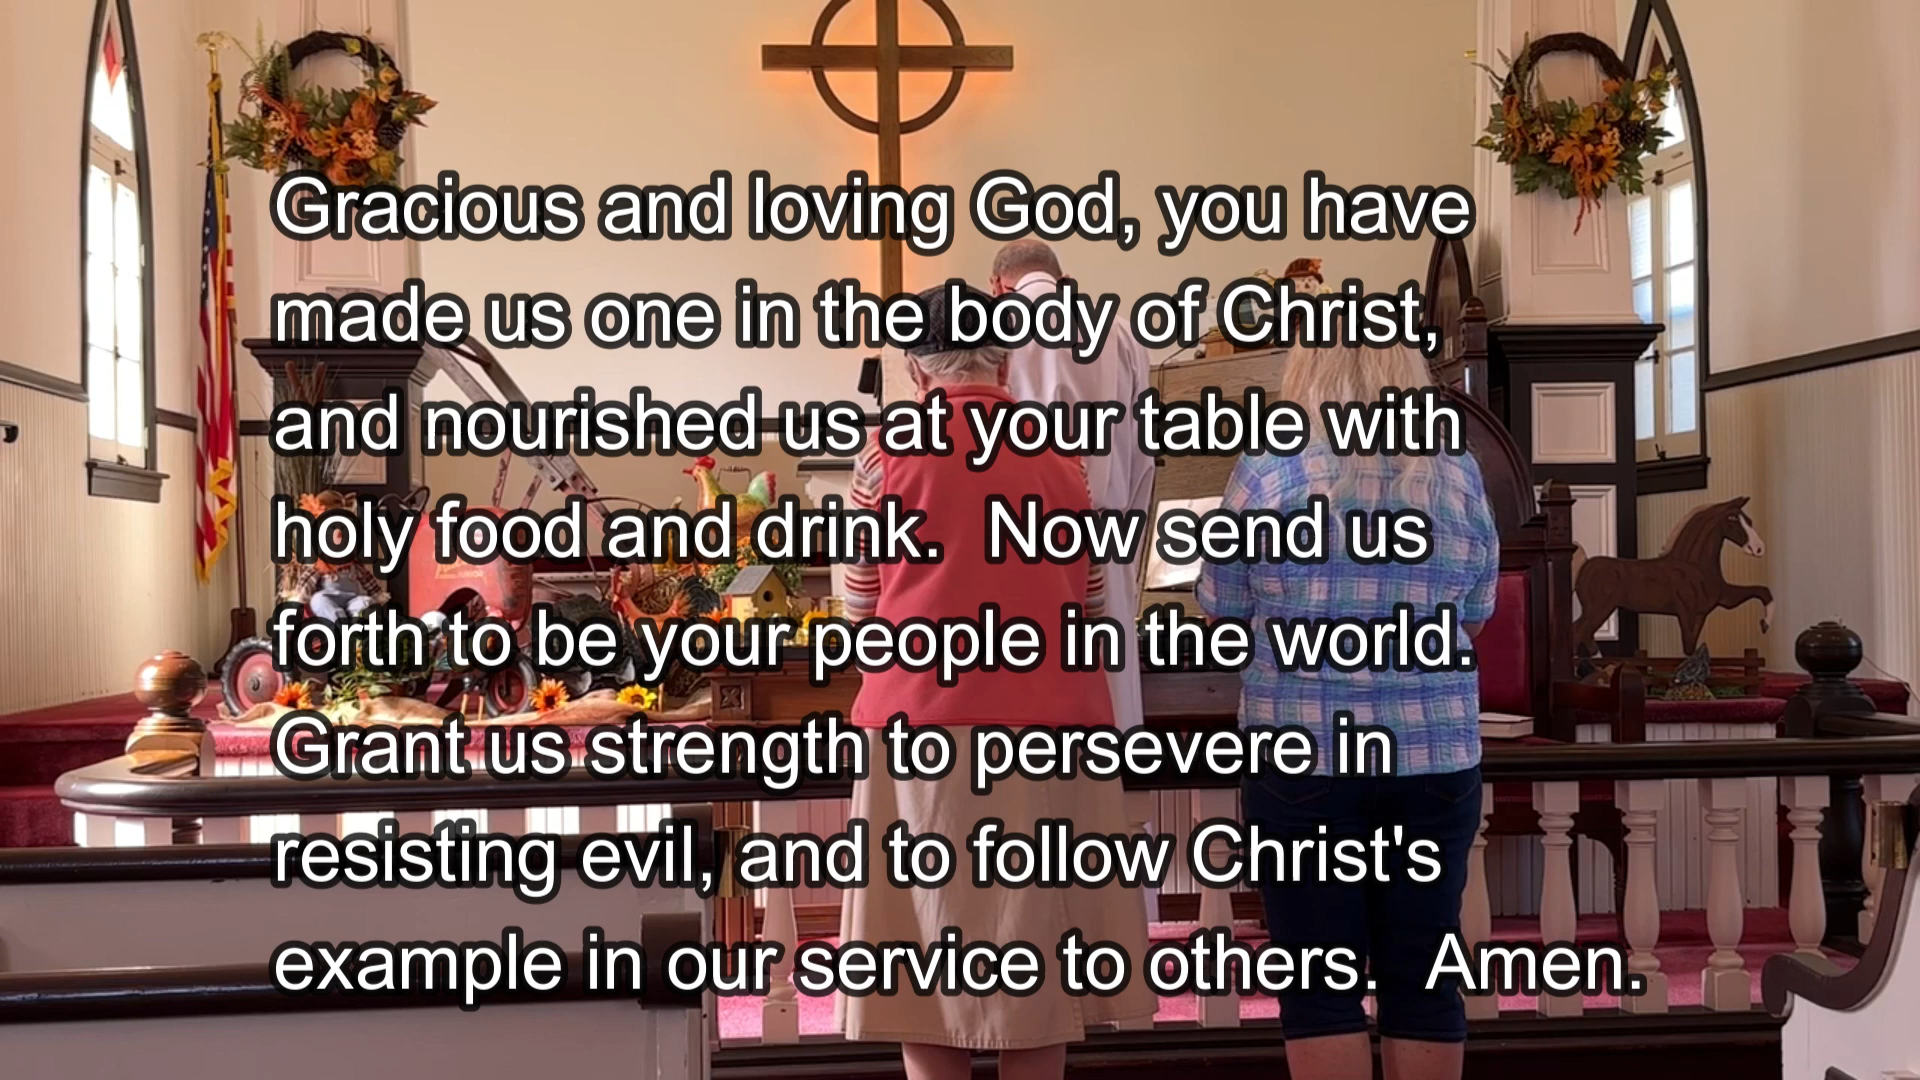 Gracious and loving God, you have
made us one in the body of Christ,
and nourished us at your table with
holy food and drink.  Now send us
forth to be your people in the world.
Grant us strength to persevere in
resisting evil, and to follow Christ's
example in our service to others.  Amen.